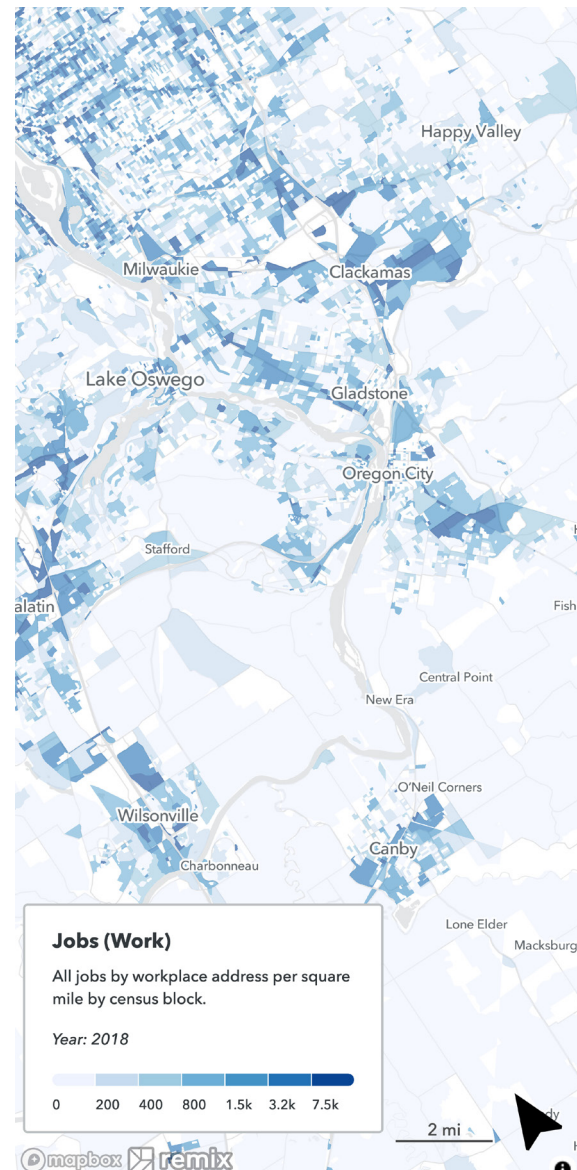 Happy Valley
Milwaukie
Clackamas
Lake Oswego
Gladstone
Oregon City
Stafford
alatin
Fish
Central Point
New Era
O'Neil Corners
Wilsonville
Canby
Charbonneau
Lone Elder
Macksburg
Jobs (Work)
All jobs by workplace address per square
mile by census block.
Year: 2018
0 200 400 800 1.5k 3.2k 7.5k
2 mi
dy
mapbox remix